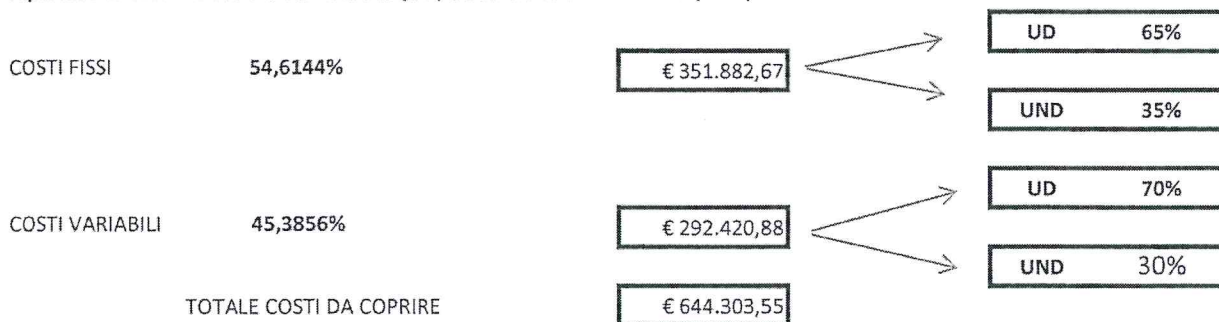 UD 65%
COSTI FISSI 54,6144% € 351.882,67
UND 35%
UD 70%
COSTI VARIABILI 45,3856% € 292.420,88
UND 30%
TOTALE COSTI DA COPRIRE € 644.303,55